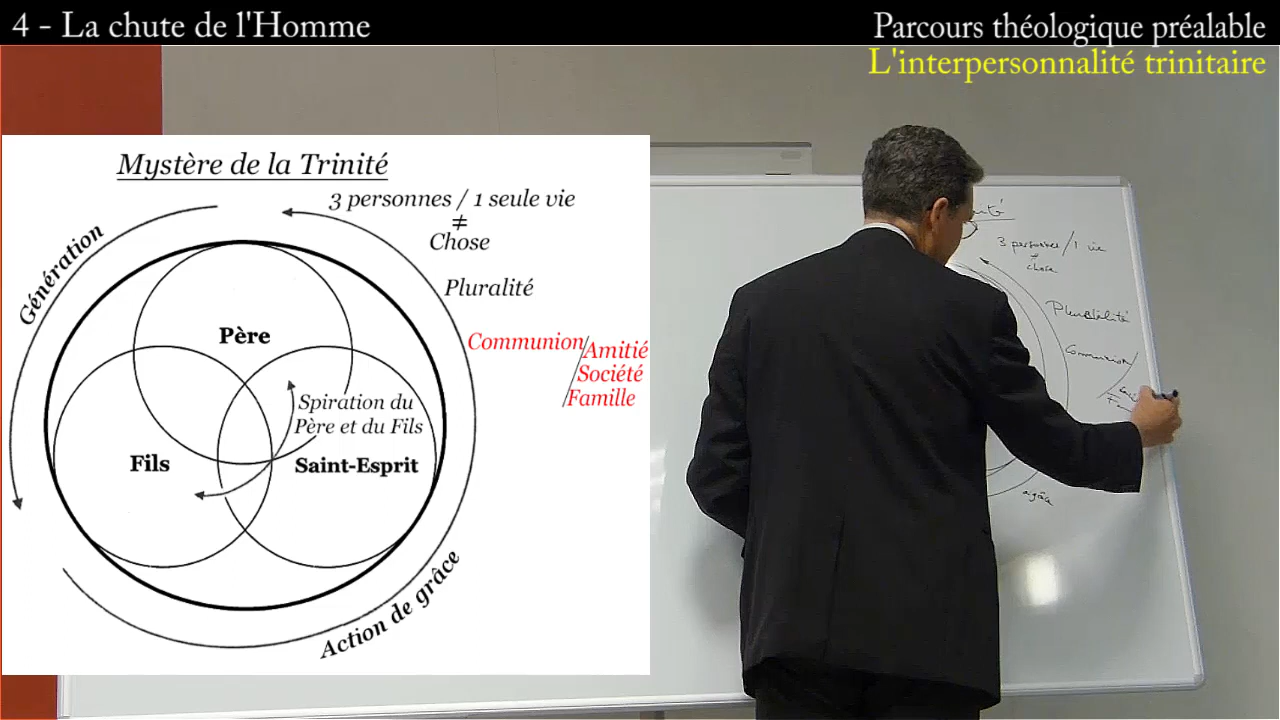 4 - La chute de l'Homme
Parcours théologique préalable
L'interpersonnalité trinitaire
Mystère de la Trinité
3 personnes / 1 seule vie
≠
Chose
Pluralité
Communion/
Amitié
Société
/Famille
Génération
Père
Spiration du
Père et du Fils
Fils
Saint-Esprit
Action de grâce
ité
3 personnes / 1 vie
≠
chose
Pluralité
Communion/